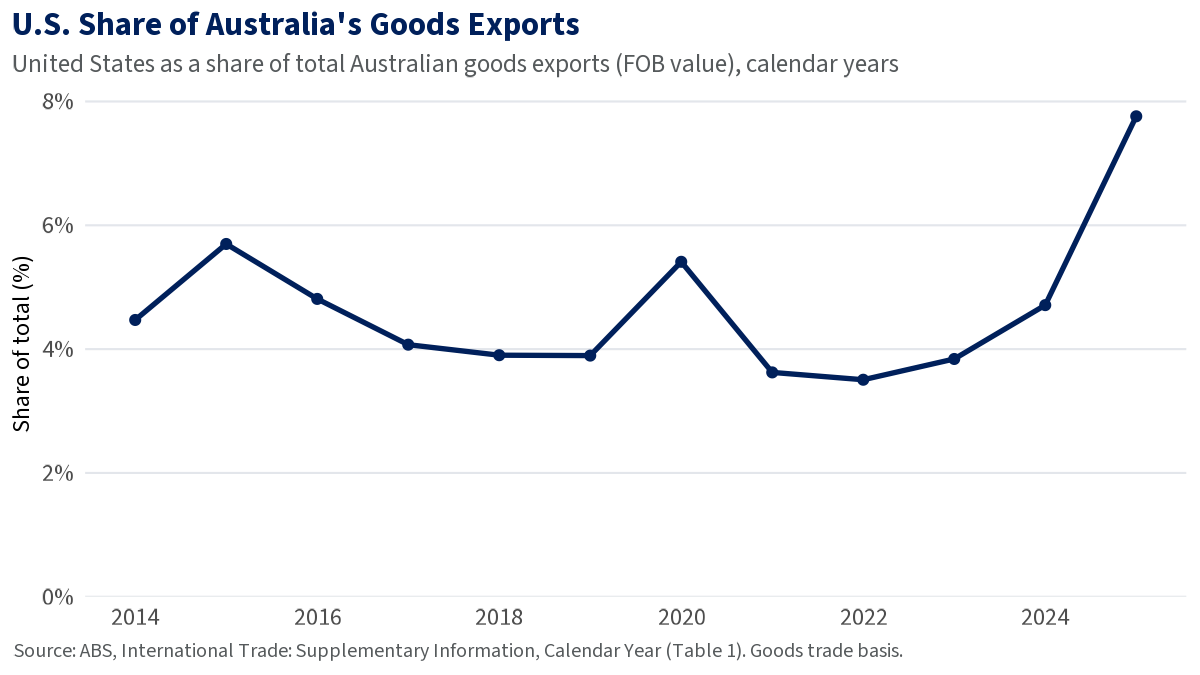 U.S. Share of Australia's Goods Exports
United States as a share of total Australian goods exports (FOB value), calendar years
Share of total (%)
8%
6%
4%
2%
0%
2014 2016 2018 2020 2022 2024
Source: ABS, International Trade: Supplementary Information, Calendar Year (Table 1). Goods trade basis.